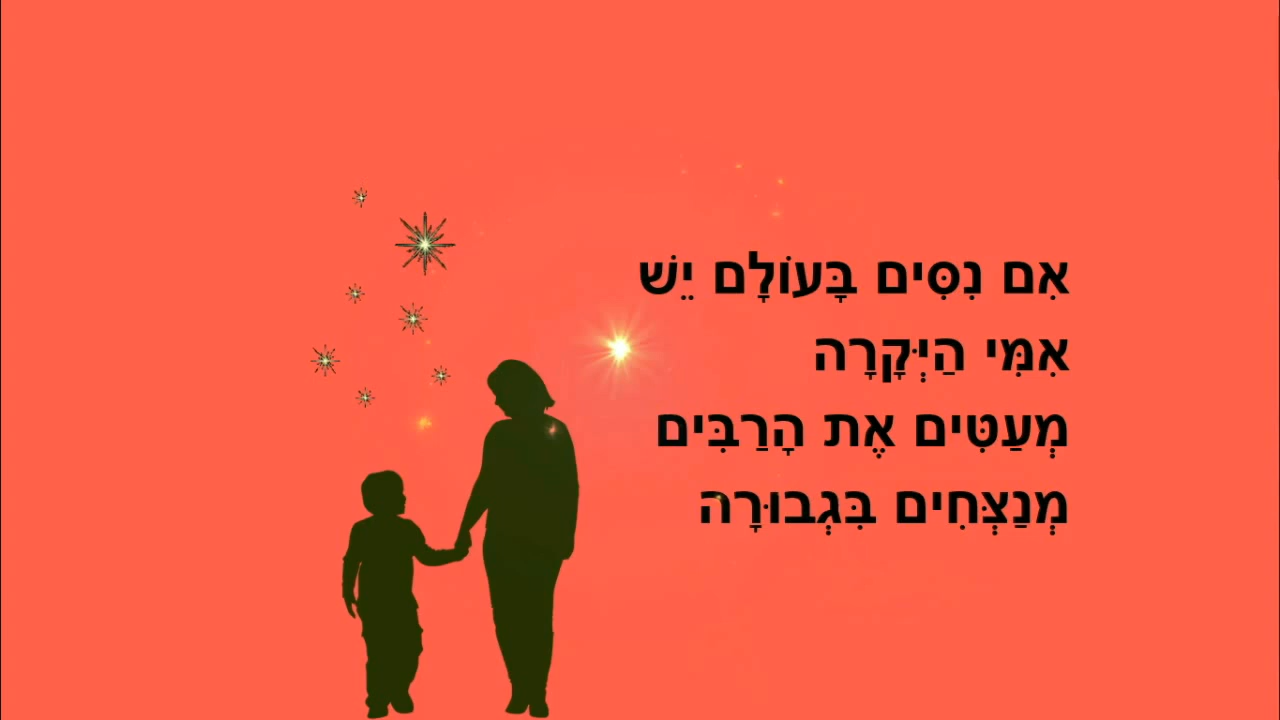 אִם נִסִּים בָּעוֹלָם יֵשׁ
אִמִּי הַיְּקָרָה
מְעַטִּים אֶת הָרַבִּים
מְנַצְּחִים בִּגְבוּרָה